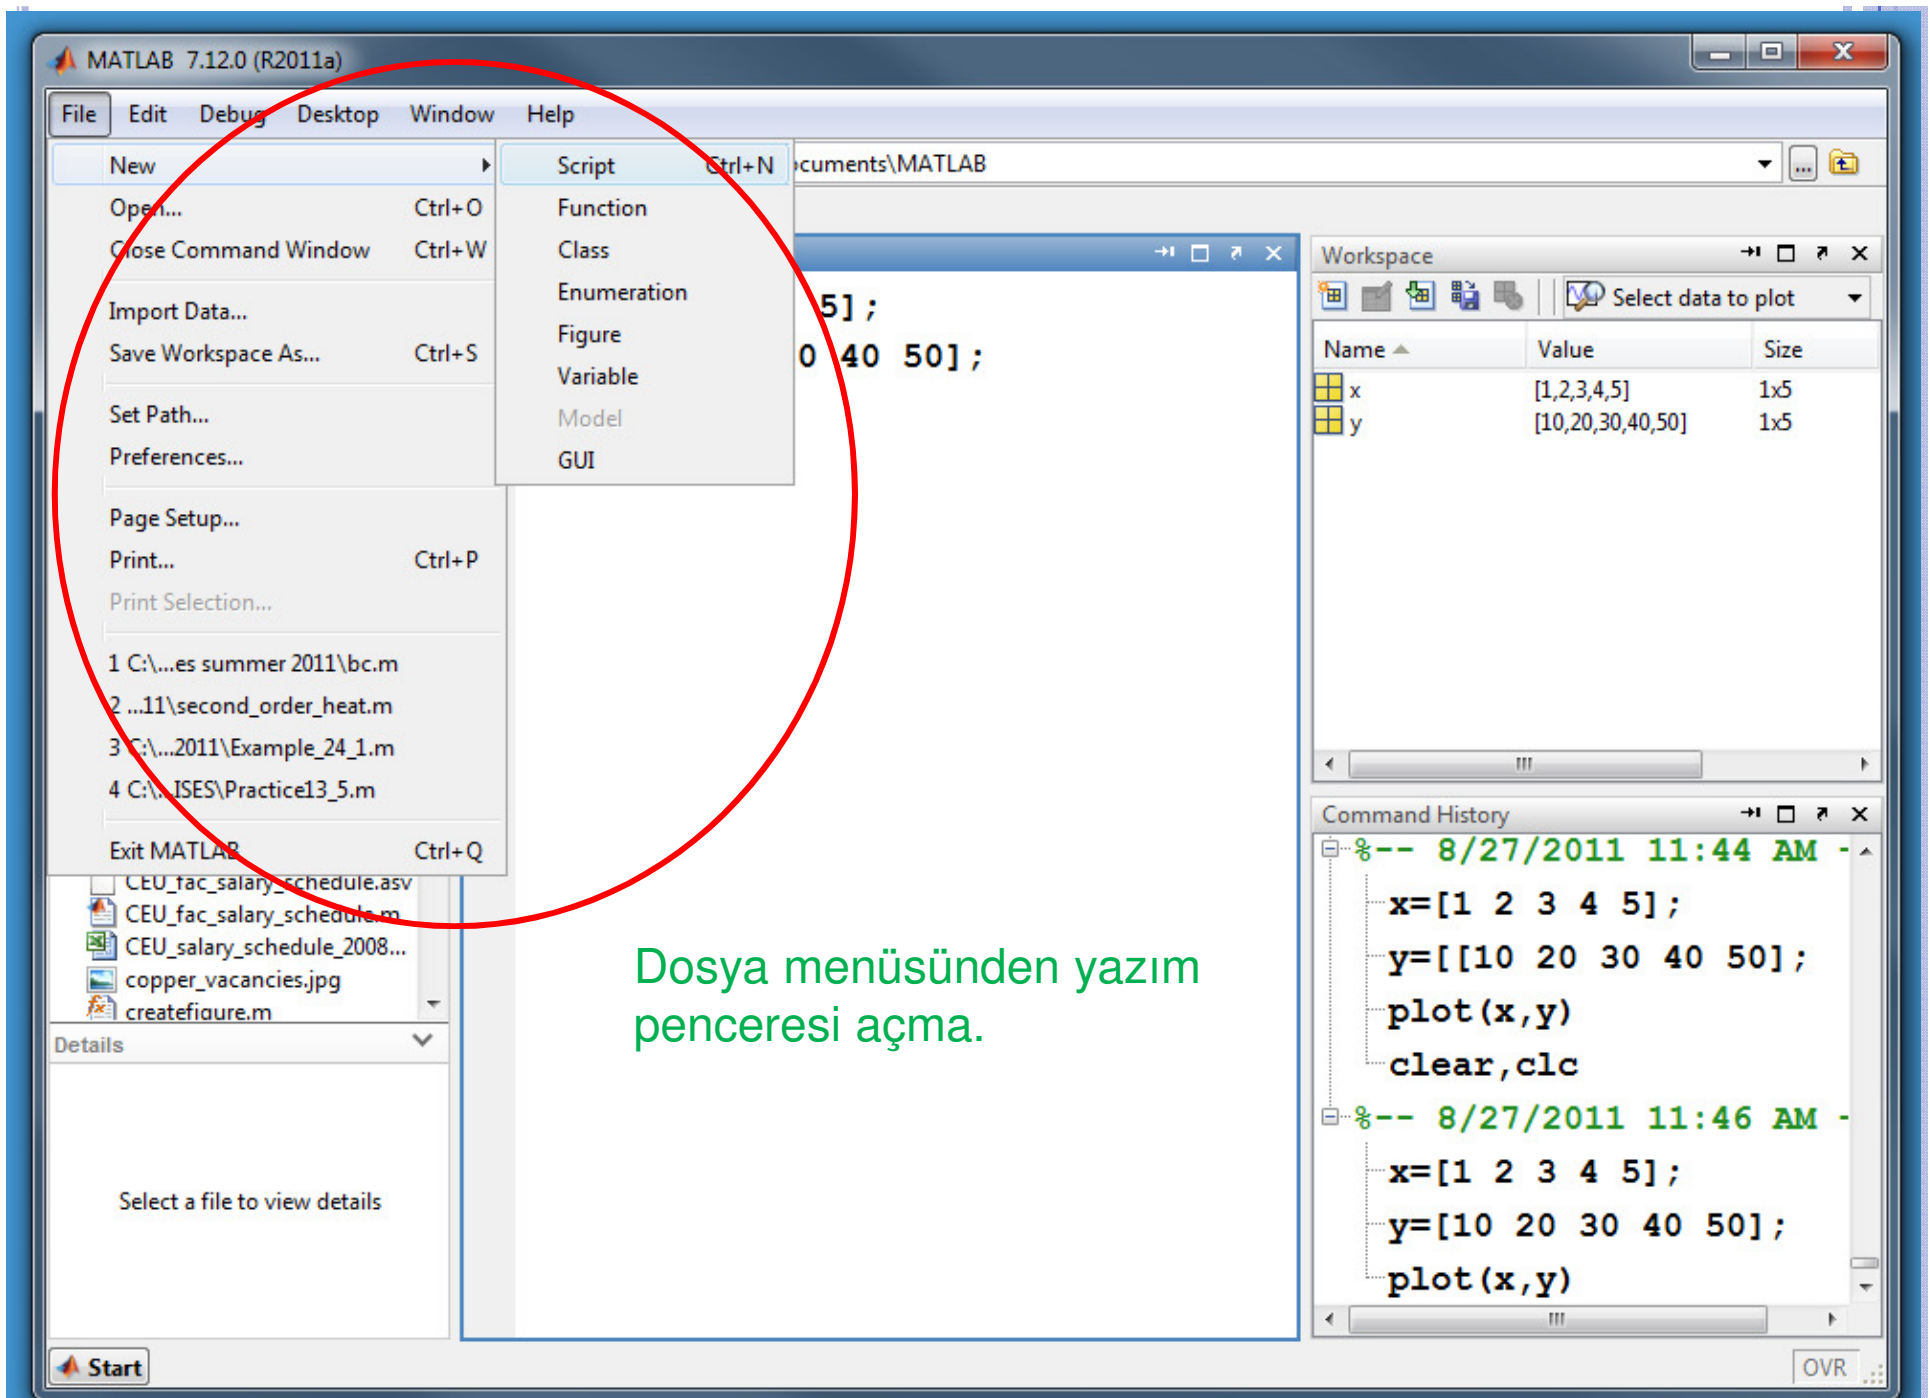 MATLAB 7.12.0 (R2011a)
File Edit Debug Desktop Window Help
New
Open... Ctrl+O
Close Command Window Ctrl+W
Import Data...
Save Workspace As... Ctrl+S
Set Path...
Preferences...
Page Setup...
Print... Ctrl+P
Print Selection...
1 C:\...es summer 2011\bc.m
2 ...11\second_order_heat.m
3 C:\...2011\Example_24_1.m
4 C:\...ISES\Practice13_5.m
Exit MATLAB Ctrl+Q
Script Ctrl+N
Function
Class
Enumeration
Figure
Variable
Model
GUI
ocuments\MATLAB
5];
0 40 50];
CEU_fac_salary_schedule.asv
CEU_fac_salary_schedule.m
CEU_salary_schedule_2008...
copper_vacancies.jpg
createfigure.m
Details
Select a file to view details
Dosya menüsünden yazım
penceresi açma.
Workspace
Select data to plot
Name Value Size
x [1,2,3,4,5] 1x5
y [10,20,30,40,50] 1x5
Command History
%-- 8/27/2011 11:44 AM -
x=[1 2 3 4 5];
y=[[10 20 30 40 50];
plot(x,y)
clear,clc
%-- 8/27/2011 11:46 AM -
x=[1 2 3 4 5];
y=[10 20 30 40 50];
plot(x,y)
Start
OVR